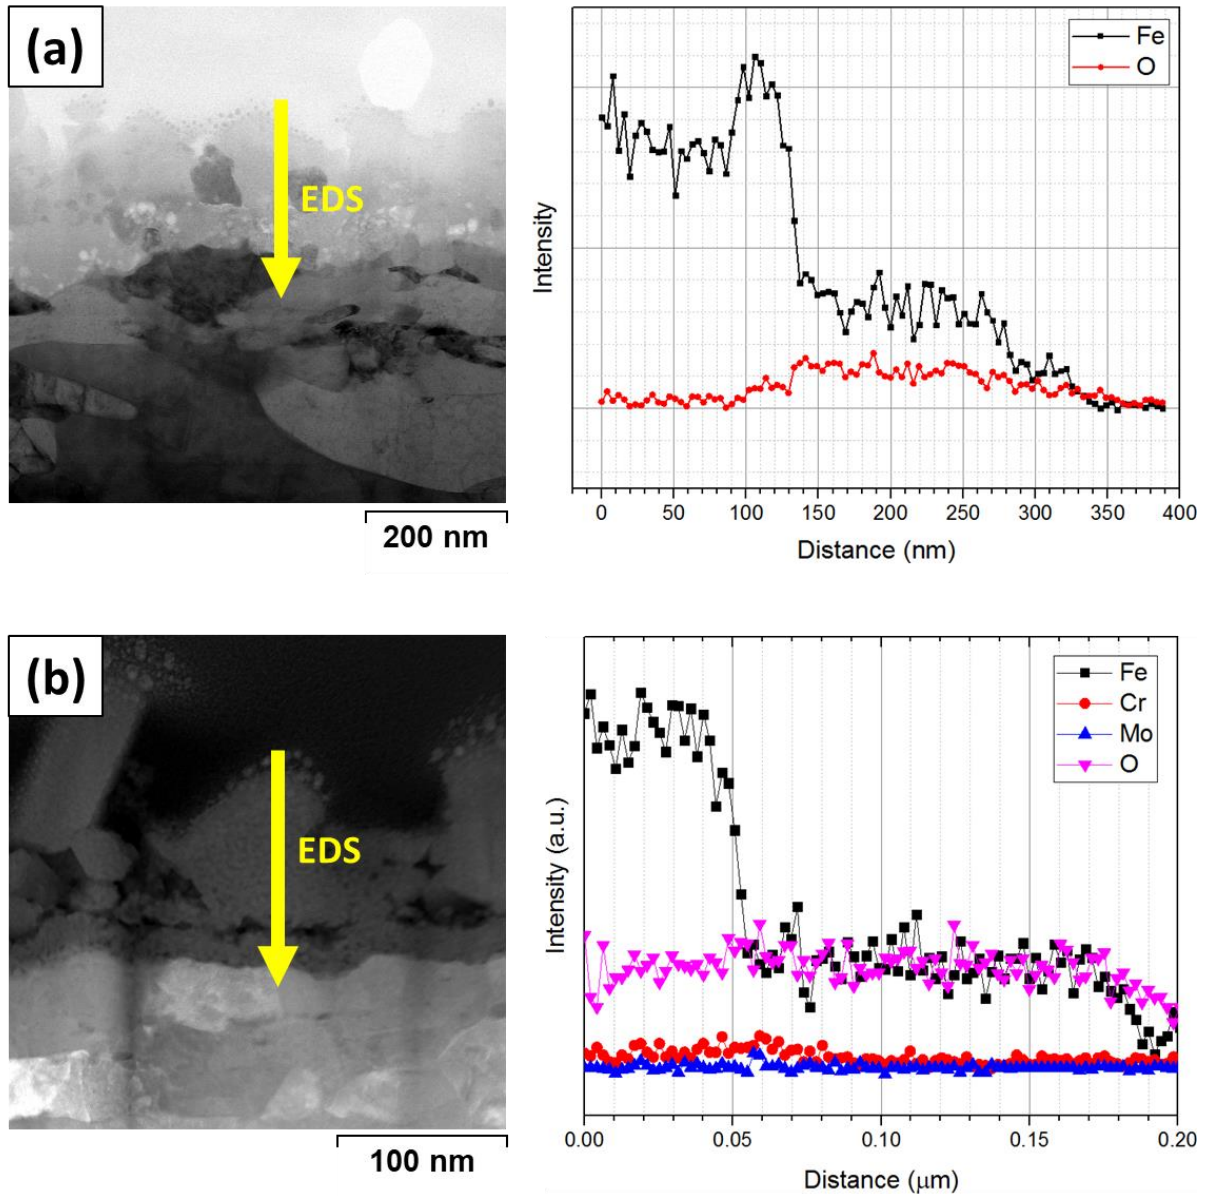 (a)
EDS
200 nm
Fe
O
Intensity
0 50 100 150 200 250 300 350 400
Distance (nm)
(b)
EDS
100 nm
Fe
Cr
Mo
O
Intensity (a.u.)
0.00 0.05 0.10 0.15 0.20
Distance (μm)